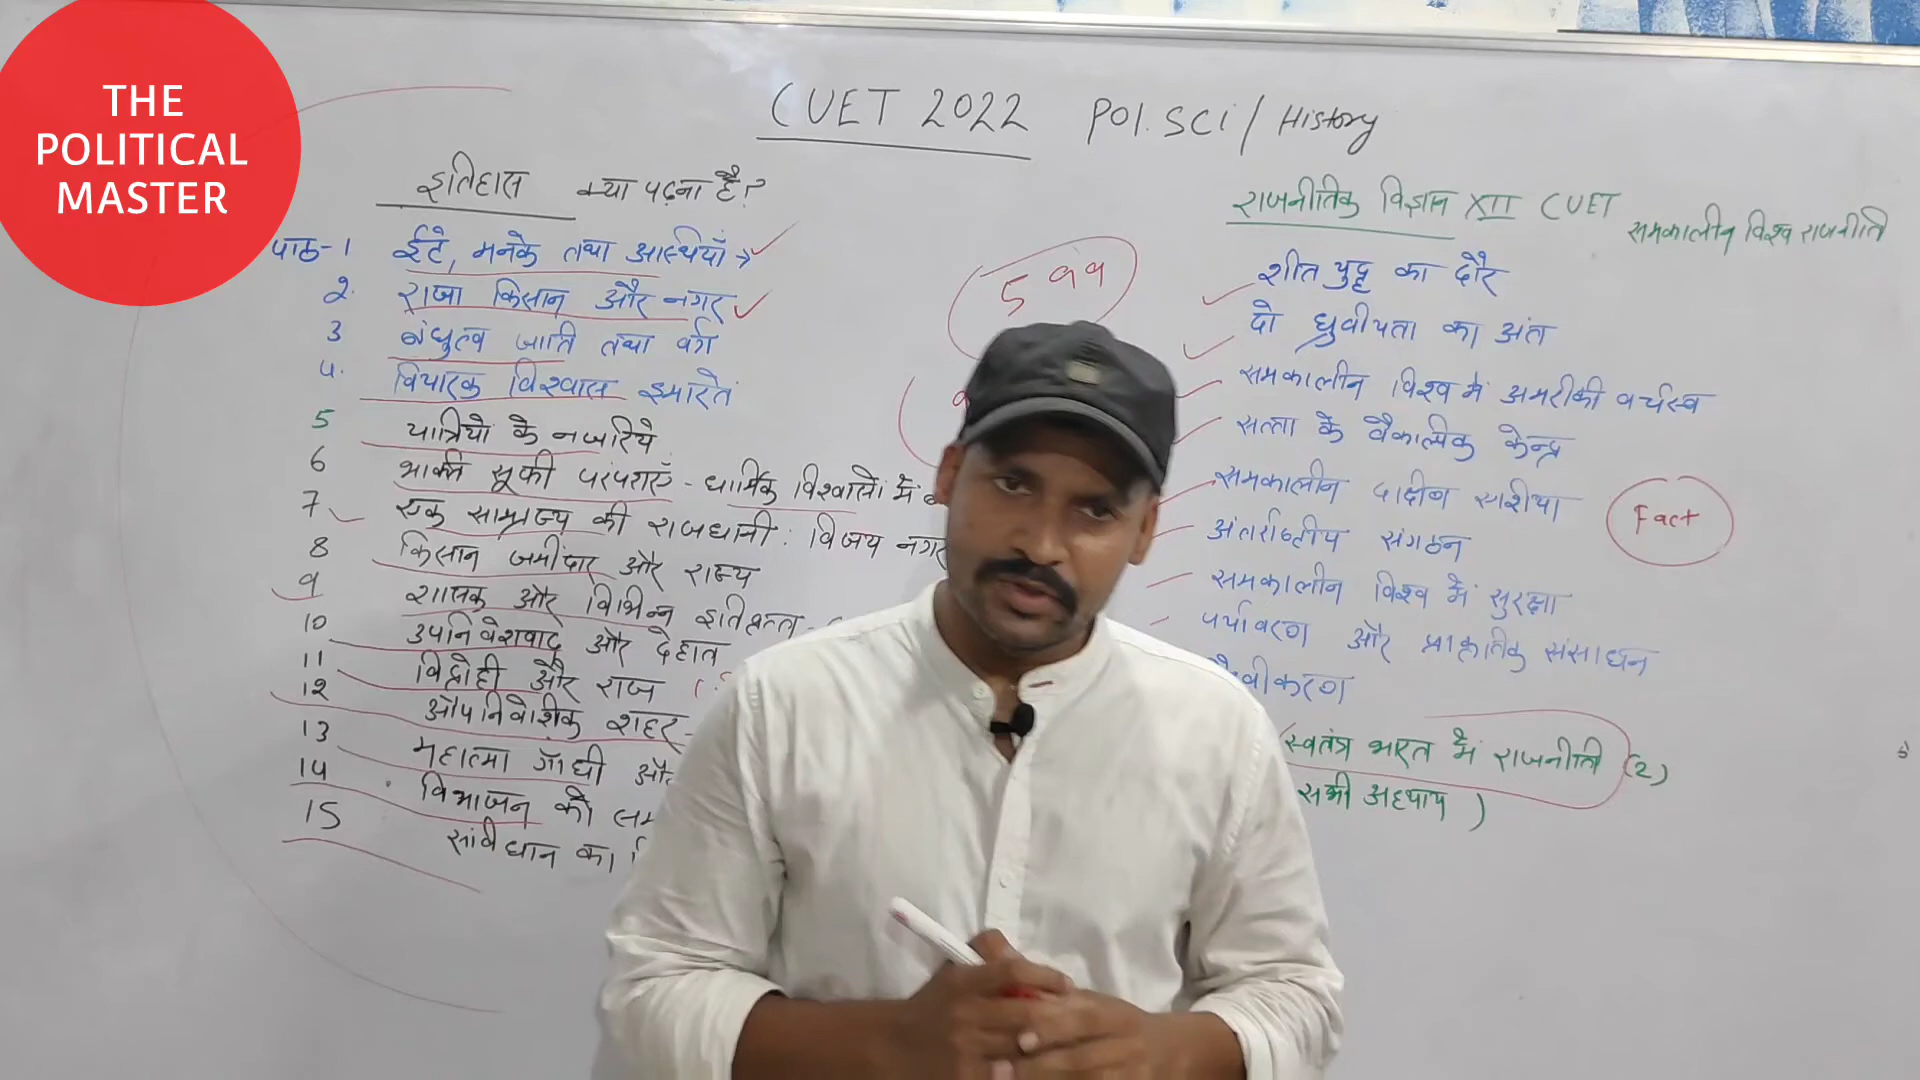 THE
POLITICAL
MASTER
CUET 2022 Pol. Sci / History
इतिहास क्या पढ़ना है?
पाठ-1 ईटे, मनके तथा अस्थियाँ →
2. राजा किसान और नगर
3 बंधुत्व जाति तथा वर्ग
4. विचारक विश्वास इमारते
5 यात्रियो के नजरिये
6 भक्ति सूफी परंपराएँ - धार्मिक विश्वासो में
7 एक साम्राज्य की राजधानी: विजय नगर
8 किसान जमींदार और राज्य
9 शासक और विभिन्न इतिवृत्त -
10 उपनिवेशवाद और देहात
11 विद्रोही और राज
12 औपनिवेशिक शहर -
13 महात्मा गाँधी और
14 विभाजन को
15 संविधान का
5
राजनीतिक विज्ञान XII CUET
समकालीन विश्व राजनीति
शीत युद्ध का दौर
दो ध्रुवीयता का अंत
समकालीन विश्व में अमरीकी वर्चस्व
सत्ता के वैकल्पिक केन्द्र
समकालीन दक्षिण एशिया
Fact
अंतर्राष्ट्रीय संगठन
समकालीन विश्व में सुरक्षा
पर्यावरण और प्राकृतिक संसाधन
वैश्वीकरण
स्वतंत्र भारत में राजनीति (2)
सभी अध्याय )